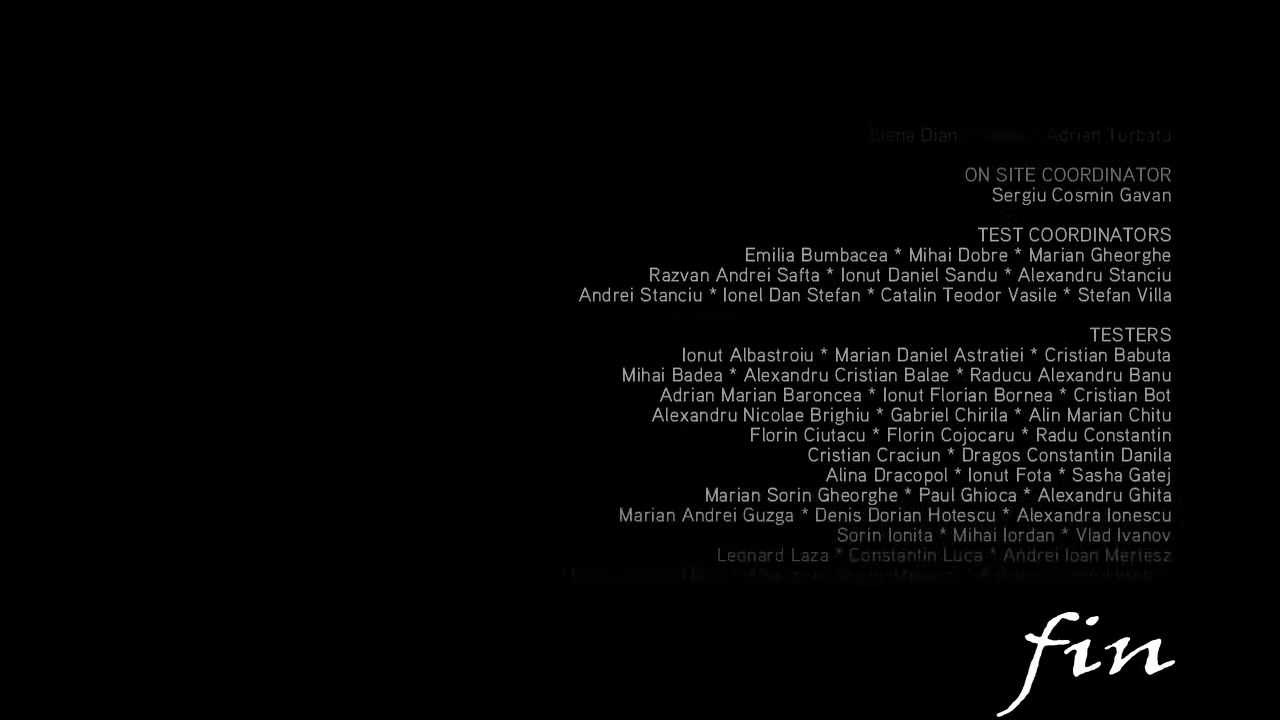 Elena Dian Adrian Turbatu
ON SITE COORDINATOR
Sergiu Cosmin Gavan
TEST COORDINATORS
Emilia Bumbacea * Mihai Dobre * Marian Gheorghe
Razvan Andrei Safta * Ionut Daniel Sandu * Alexandru Stanciu
Andrei Stanciu * Ionel Dan Stefan * Catalin Teodor Vasile * Stefan Villa
TESTERS
Ionut Albastroiu * Marian Daniel Astratiei * Cristian Babuta
Mihai Badea * Alexandru Cristian Balae * Raducu Alexandru Banu
Adrian Marian Baroncea * Ionut Florian Bornea * Cristian Bot
Alexandru Nicolae Brighiu * Gabriel Chirila * Alin Marian Chitu
Florin Ciutacu * Florin Cojocaru * Radu Constantin
Cristian Craciun * Dragos Constantin Danila
Alina Dracopol * Ionut Fota * Sasha Gatej
Marian Sorin Gheorghe * Paul Ghioca * Alexandru Ghita
Marian Andrei Guzga * Denis Dorian Hotescu * Alexandra Ionescu
Sorin Ionita * Mihai Iordan * Vlad Ivanov
Leonard Laza * Constantin Luca * Andrei Ioan Mertesz
fin